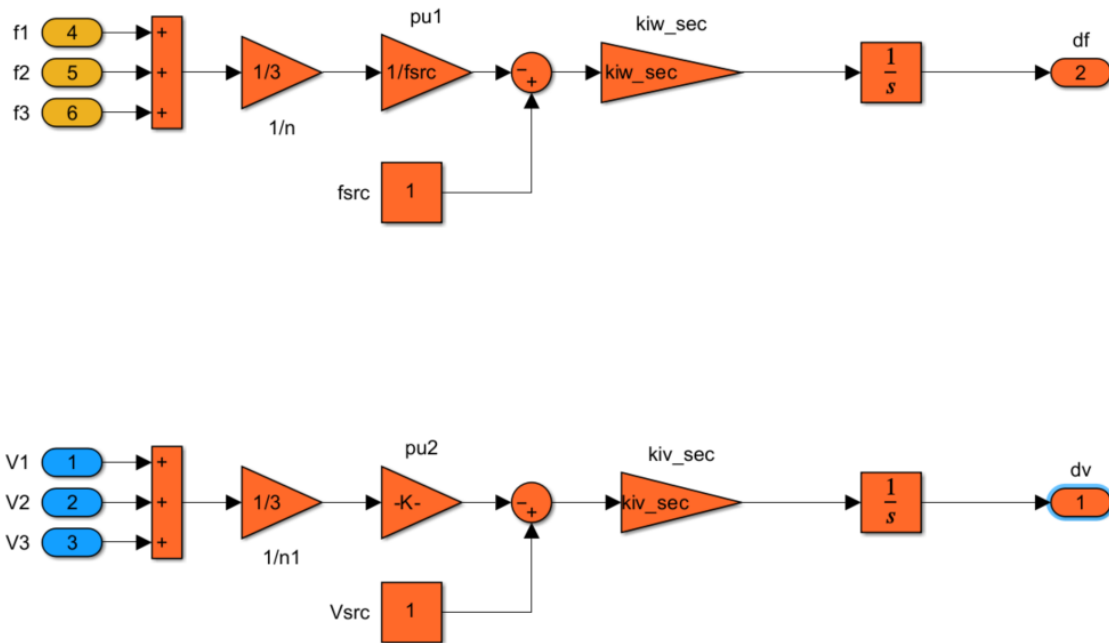 pu1
kiw_sec
df
f1 4 +
f2 5 + 1/3 1/fsrc − + kiw_sec 1 s 2
f3 6 +
1/n
fsrc 1
pu2
kiv_sec
dv
V1 1 +
V2 2 + 1/3 -K- − + kiv_sec 1 s 1
V3 3 +
1/n1
Vsrc 1